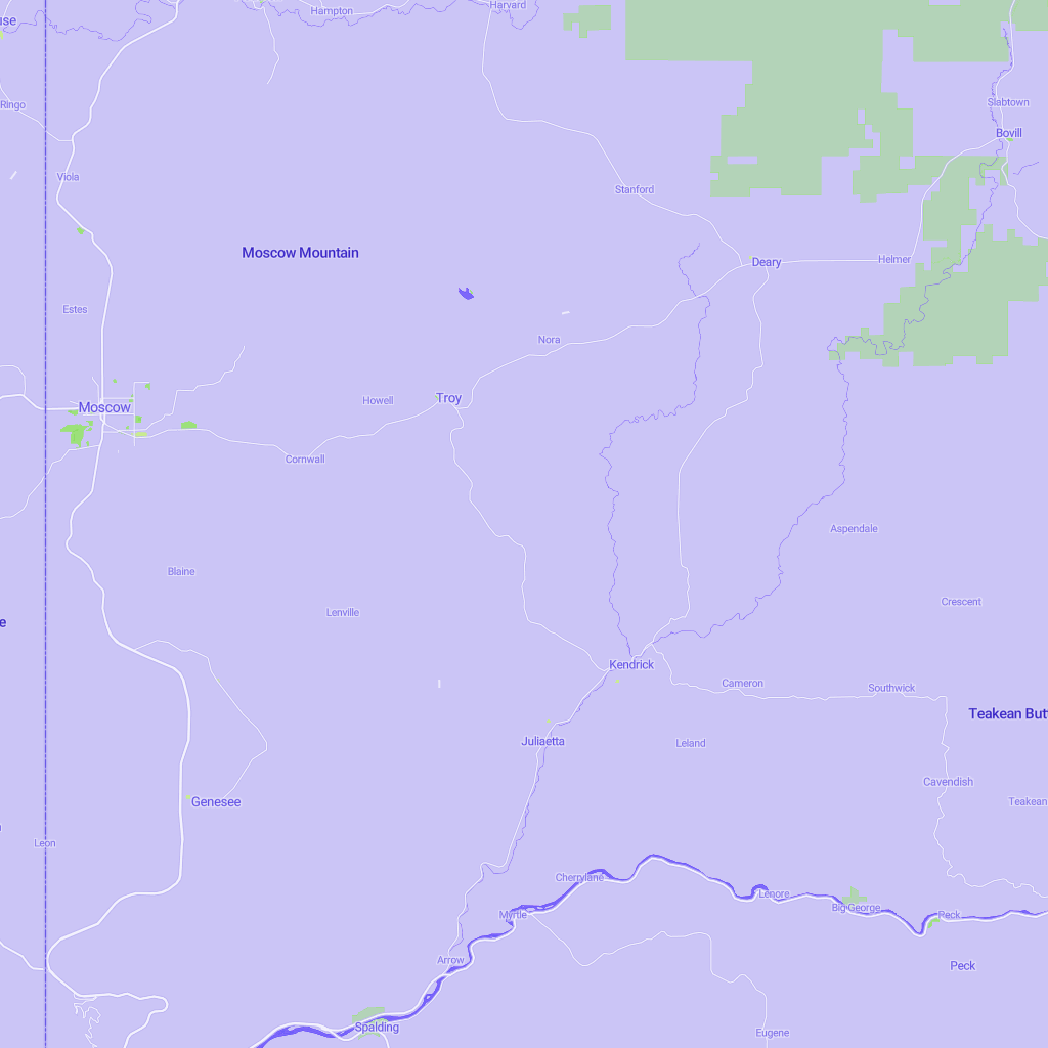 Harvard
Hampton
Ringo
Slabtown
Bovill
Viola
Stanford
Moscow Mountain
Deary
Helmer
Estes
Nora
Troy
Howell
Moscow
Cornwall
Aspendale
Blaine
Crescent
Lenville
Kendrick
Cameron
Southwick
Teakean Butt
Juliaetta
Leland
Cavendish
Genesee
Teakean
Leon
Cherrylane
Lenore
Big George
Myrtle
Peck
Arrow
Peck
Spalding
Eugene